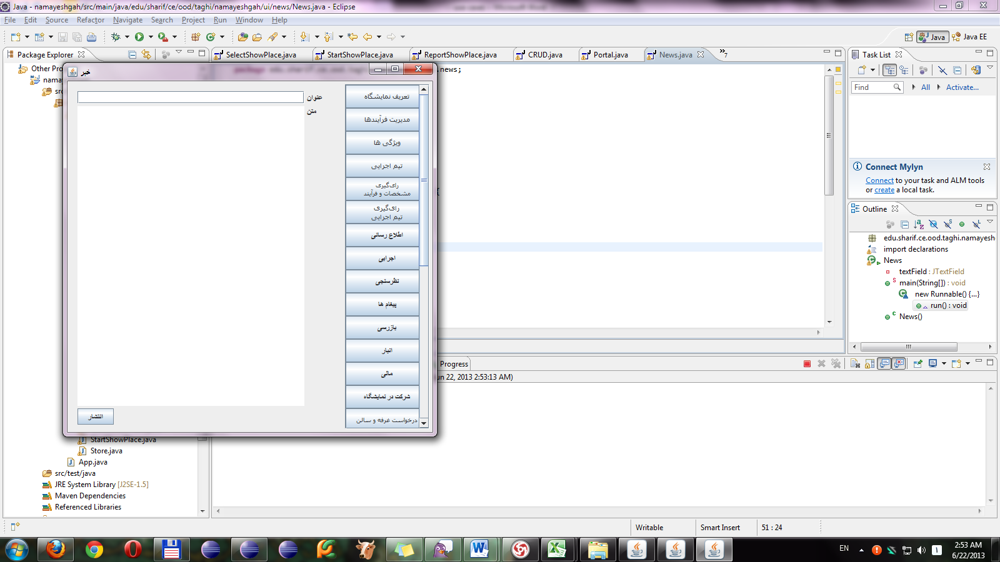 Java - namayeshgah/src/main/java/edu/sharif/ce/ood/taghi/namayeshgah/ui/news/News.java - Eclipse
File Edit Source Refactor Navigate Search Project Run Window Help
Java
Java EE
Package Explorer
SelectShowPlace.java
StartShowPlace.java
ReportShowPlace.java
CRUD.java
Portal.java
News.java
»7
Task List
Other Pro
nama
src
.news;
خبر
عنوان
متن
تعریف نمایشگاه
مدیریت فرآیندها
ویژگی ها
تیم اجرایی
رای‌گیری
مشخصات و فرآیند
رای‌گیری
تیم اجرایی
اطلاع رسانی
اجرایی
نظرسنجی
پیغام ها
بازرسی
انبار
مالی
شرکت در نمایشگاه
درخواست غرفه و سالن
انتشار
Find
All
Activate...
Connect Mylyn
Connect to your task and ALM tools
or create a local task.
Outline
edu.sharif.ce.ood.taghi.namayesh
import declarations
News
textField : JTextField
main(String[]) : void
new Runnable() {...}
run() : void
News()
Progress
un 22, 2013 2:53:13 AM)
StartShowPlace.java
Store.java
App.java
src/test/java
JRE System Library [J2SE-1.5]
Maven Dependencies
Referenced Libraries
Writable
Smart Insert
51 : 24
EN
2:53 AM
6/22/2013